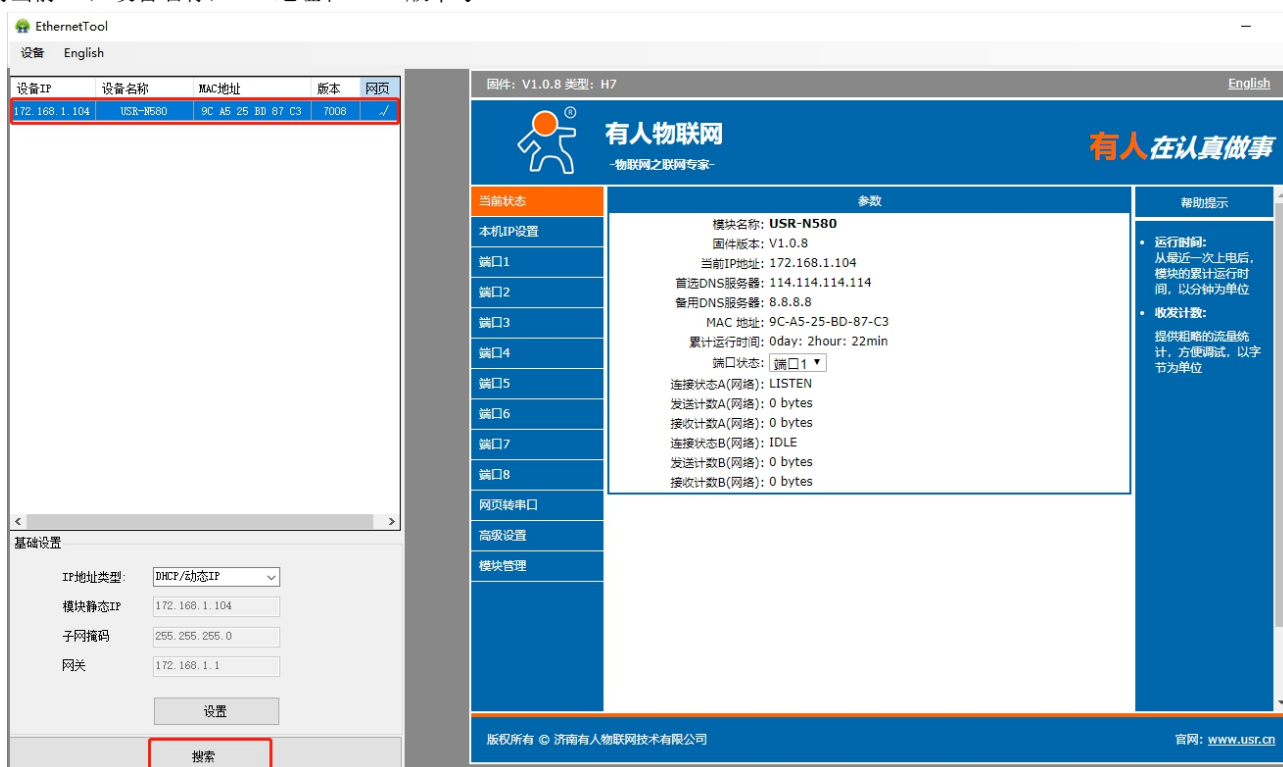 EthernetTool
设备 English
设备IP 设备名称 MAC地址 版本 网页
172.168.1.104 USR-N580 9C A5 25 BD 87 C3 7008 √
基础设置
IP地址类型: DHCP/动态IP
模块静态IP 172.168.1.104
子网掩码 255.255.255.0
网关 172.168.1.1
设置
搜索
固件: V1.0.8 类型: H7 English
®
有人物联网
-物联网之联网专家-
有人在认真做事
当前状态
本机IP设置
端口1
端口2
端口3
端口4
端口5
端口6
端口7
端口8
网页转串口
高级设置
模块管理
参数
模块名称: USR-N580
固件版本: V1.0.8
当前IP地址: 172.168.1.104
首选DNS服务器: 114.114.114.114
备用DNS服务器: 8.8.8.8
MAC 地址: 9C-A5-25-BD-87-C3
累计运行时间: 0day: 2hour: 22min
端口状态: 端口1
连接状态A(网络): LISTEN
发送计数A(网络): 0 bytes
接收计数A(网络): 0 bytes
连接状态B(网络): IDLE
发送计数B(网络): 0 bytes
接收计数B(网络): 0 bytes
帮助提示
• 运行时间:
从最近一次上电后,
模块的累计运行时
间, 以分钟为单位
• 收发计数:
提供粗略的流量统
计, 方便调试, 以字
节为单位
版权所有 © 济南有人物联网技术有限公司 官网: www.usr.cn